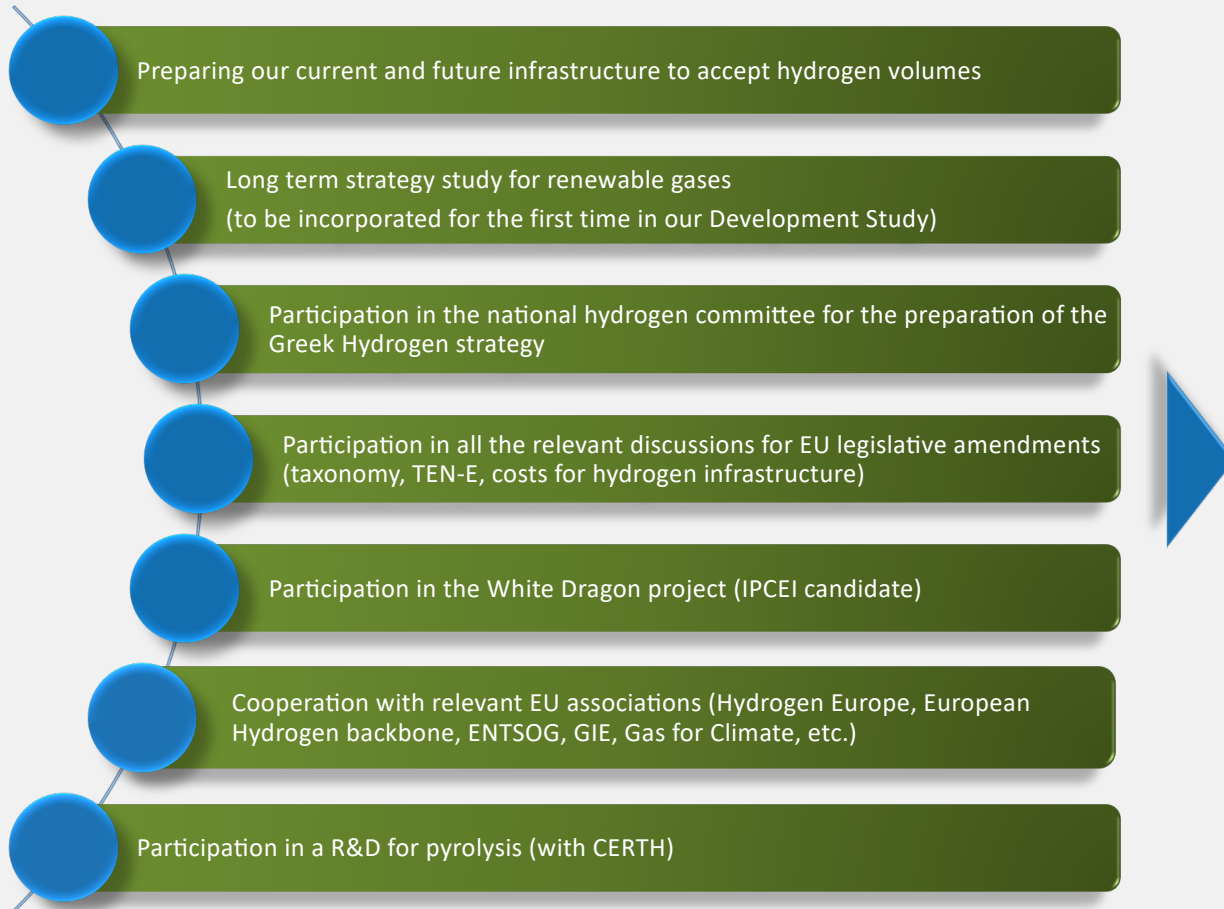 Preparing our current and future infrastructure to accept hydrogen volumes
Long term strategy study for renewable gases
(to be incorporated for the first time in our Development Study)
Participation in the national hydrogen committee for the preparation of the
Greek Hydrogen strategy
Participation in all the relevant discussions for EU legislative amendments
(taxonomy, TEN-E, costs for hydrogen infrastructure)
Participation in the White Dragon project (IPCEI candidate)
Cooperation with relevant EU associations (Hydrogen Europe, European
Hydrogen backbone, ENTSOG, GIE, Gas for Climate, etc.)
Participation in a R&D for pyrolysis (with CERTH)